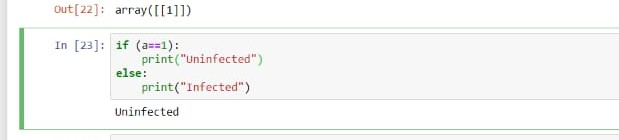 Out[22]: array([[1]])
In [23]: if (a==1):
print("Uninfected")
else:
print("Infected")
Uninfected